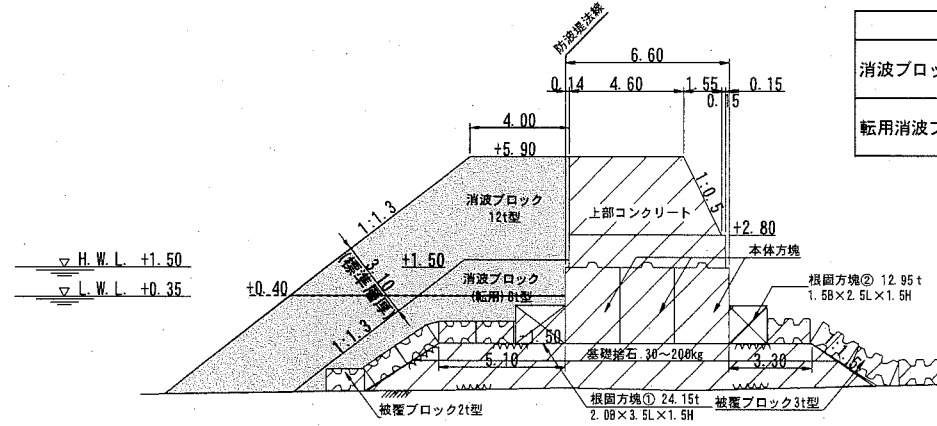 防波堤法線
6.60
0.14 4.60 1.55 0.15
4.00
+5.90
消波ブロック
12t型
1:1.3
上部コンクリート
1:0.5
+2.80
本体方塊
H.W.L. +1.50
L.W.L. +0.35
+0.40
+1.50
3.10
(標準層厚)
消波ブロック
(転用)8t型
1:1.3
根固方塊② 12.95t
1.5B×2.5L×1.5H
5.10
基礎捨石 30~200kg
3.30
被覆ブロック2t型
根固方塊① 24.15t
2.0B×3.5L×1.5H
被覆ブロック3t型
消波ブロッ
転用消波ブ